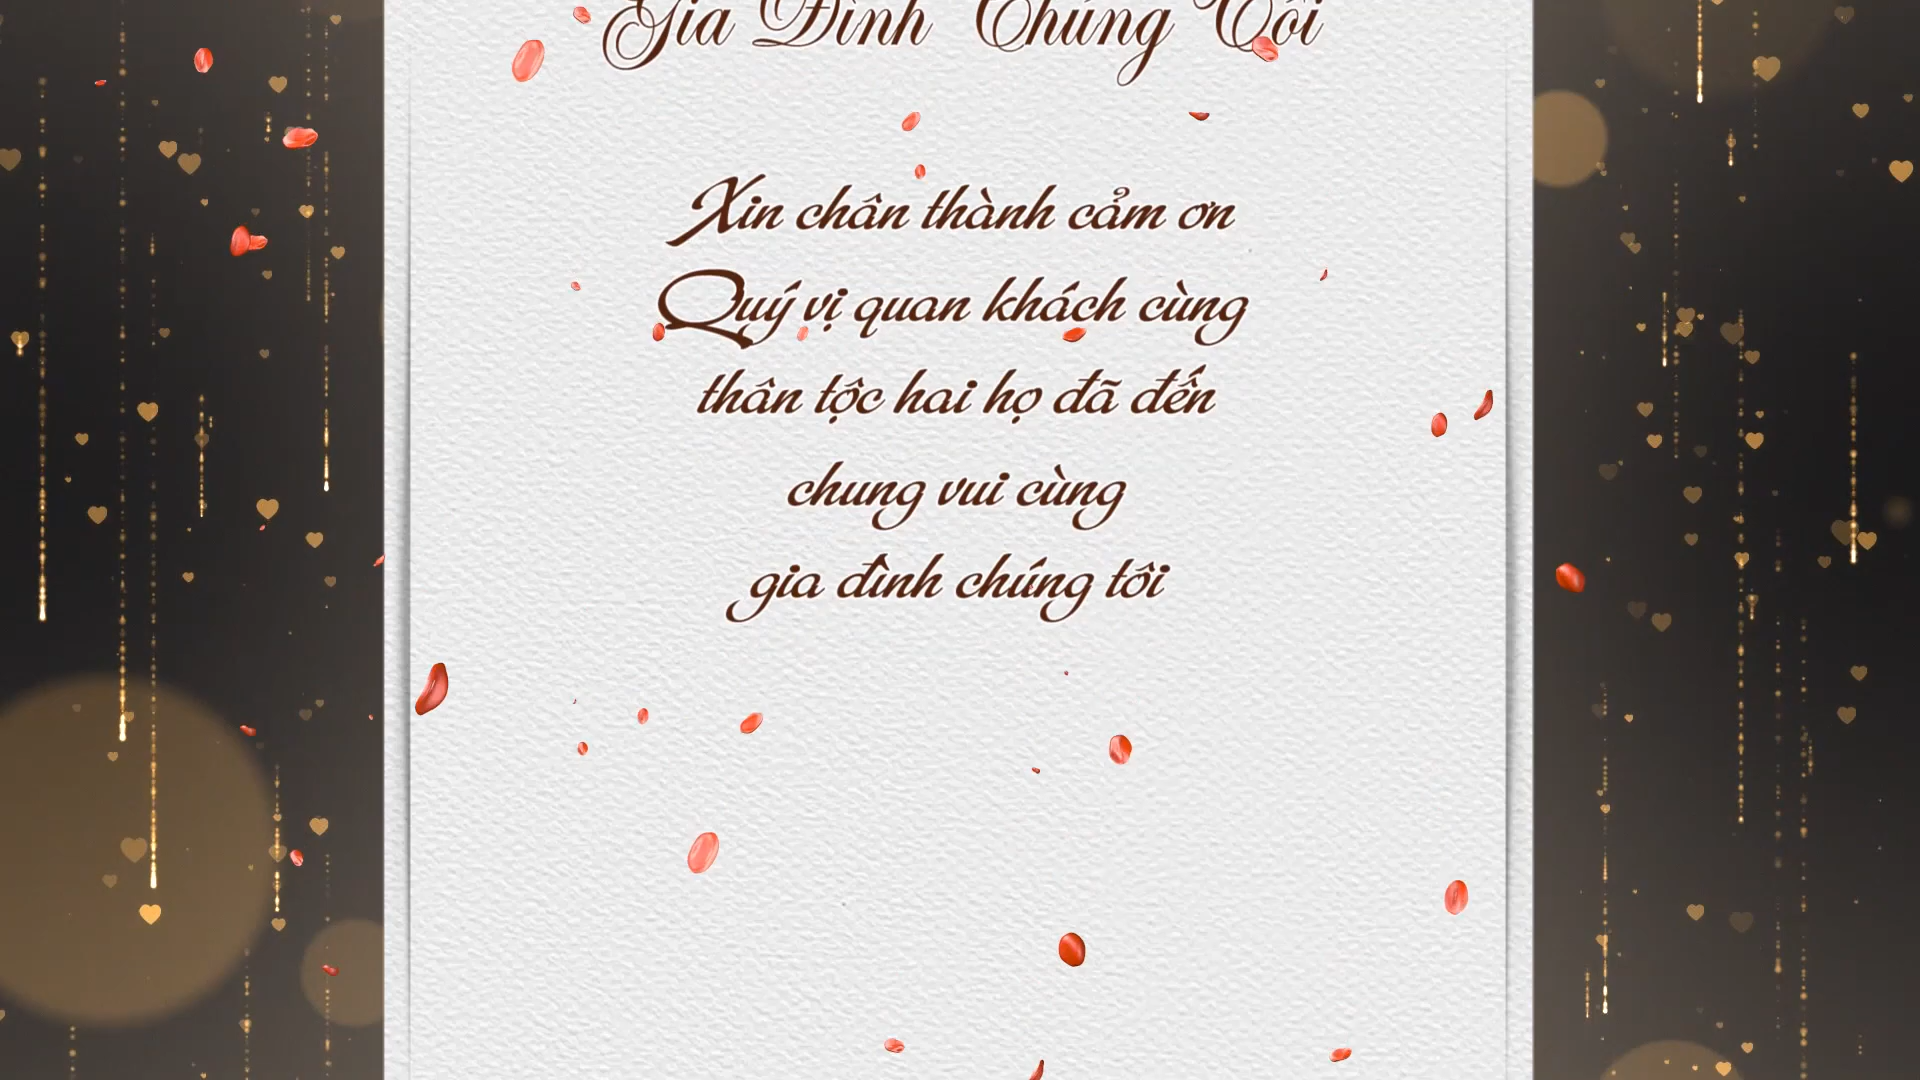 Gia Đình Chúng Tôi
Xin chân thành cảm ơn
Quý vị quan khách cùng
thân tộc hai họ đã đến
chung vui cùng
gia đình chúng tôi